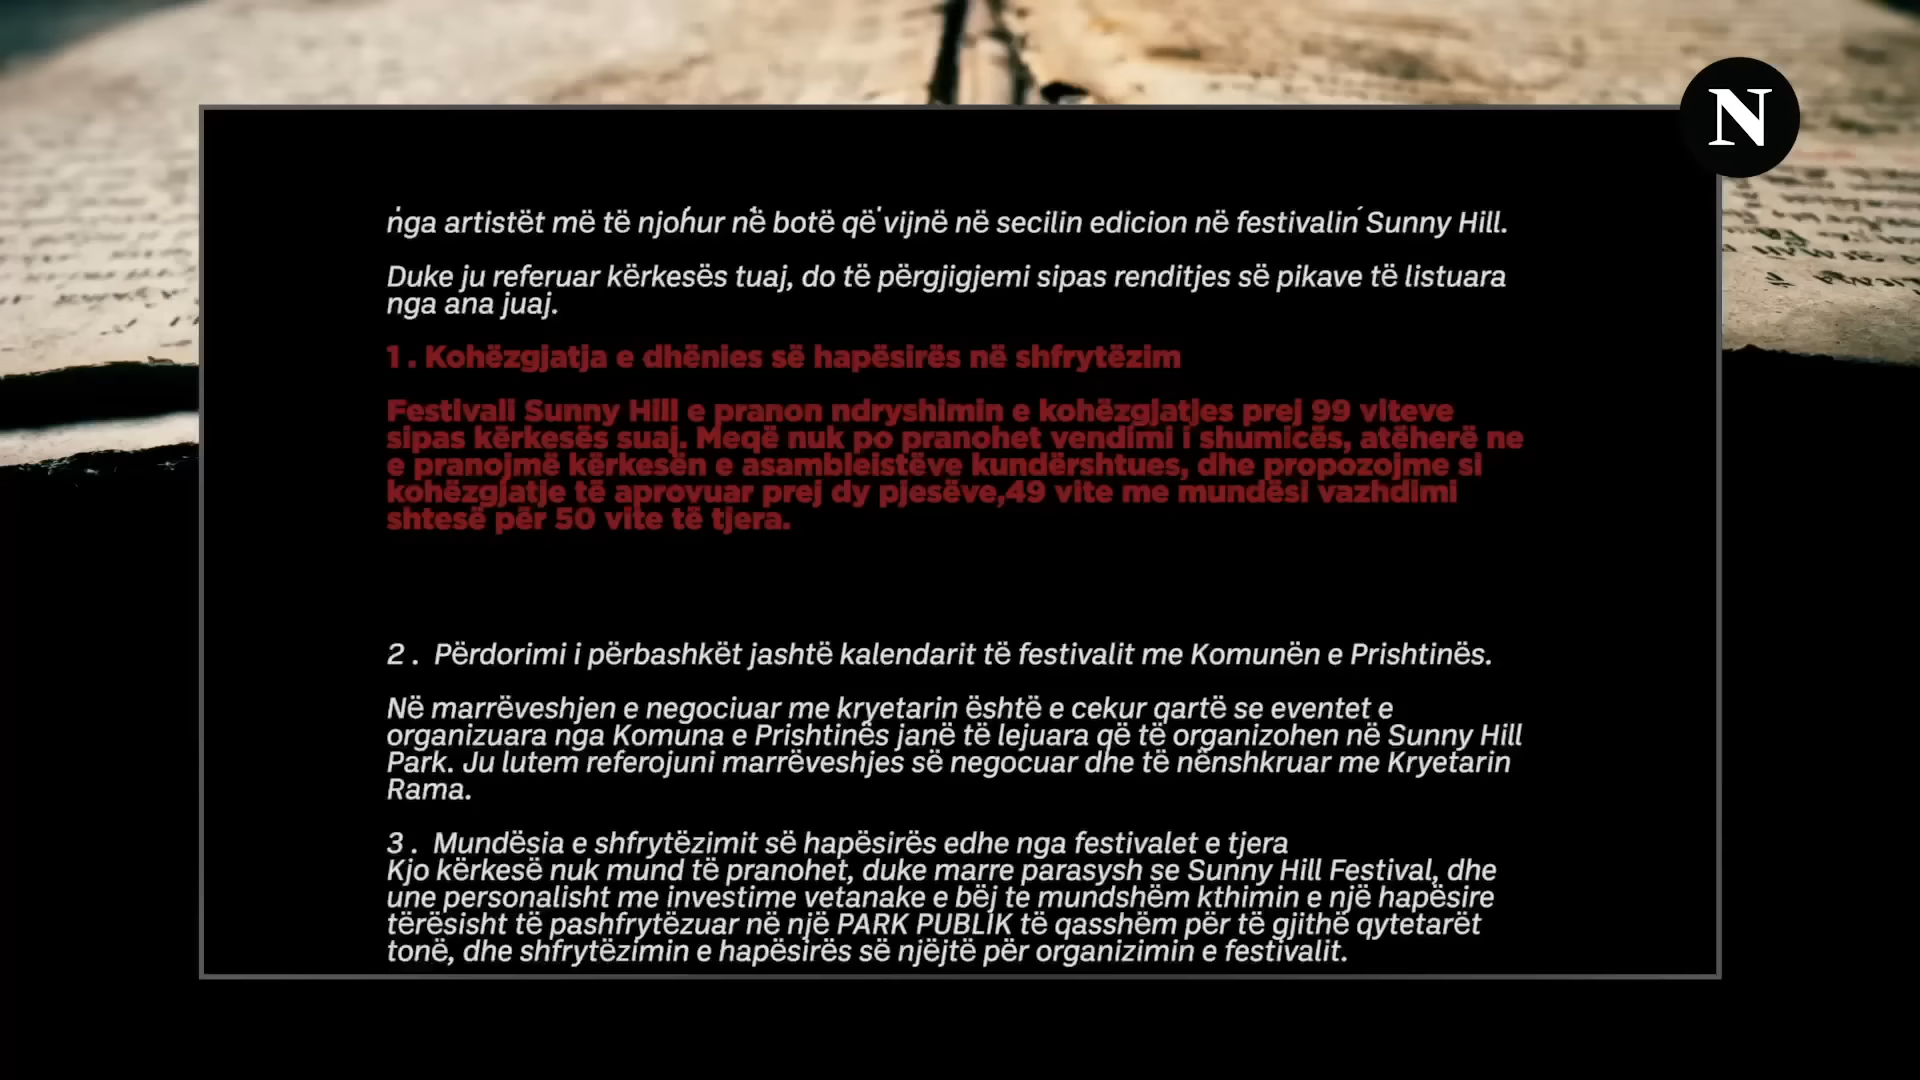 N
nga artistët më të njohur në botë që vijnë në secilin edicion në festivalin Sunny Hill.
Duke ju referuar kërkesës tuaj, do të përgjigjemi sipas renditjes së pikave të listuara
nga ana juaj.
1. Kohëzgjatja e dhënies së hapësirës në shfrytëzim
Festivali Sunny Hill e pranon ndryshimin e kohëzgjatjes prej 99 viteve
sipas kërkesës suaj. Meqë nuk po pranohet vendimi i shumicës, atëherë ne
e pranojmë kërkesën e asambleistëve kundërshtues, dhe propozojme si
kohëzgjatje të aprovuar prej dy pjesëve,49 vite me mundësi vazhdimi
shtesë për 50 vite të tjera.
2. Përdorimi i përbashkët jashtë kalendarit të festivalit me Komunën e Prishtinës.
Në marrëveshjen e negociuar me kryetarin është e cekur qartë se eventet e
organizuara nga Komuna e Prishtinës janë të lejuara që të organizohen në Sunny Hill
Park. Ju lutem referojuni marrëveshjes së negocuar dhe të nënshkruar me Kryetarin
Rama.
3. Mundësia e shfrytëzimit së hapësirës edhe nga festivalet e tjera
Kjo kërkesë nuk mund të pranohet, duke marre parasysh se Sunny Hill Festival, dhe
une personalisht me investime vetanake e bëj te mundshëm kthimin e një hapësire
tërësisht të pashfrytëzuar në një PARK PUBLIK të qasshëm për të gjithë qytetarët
tonë, dhe shfrytëzimin e hapësirës së njëjtë për organizimin e festivalit.